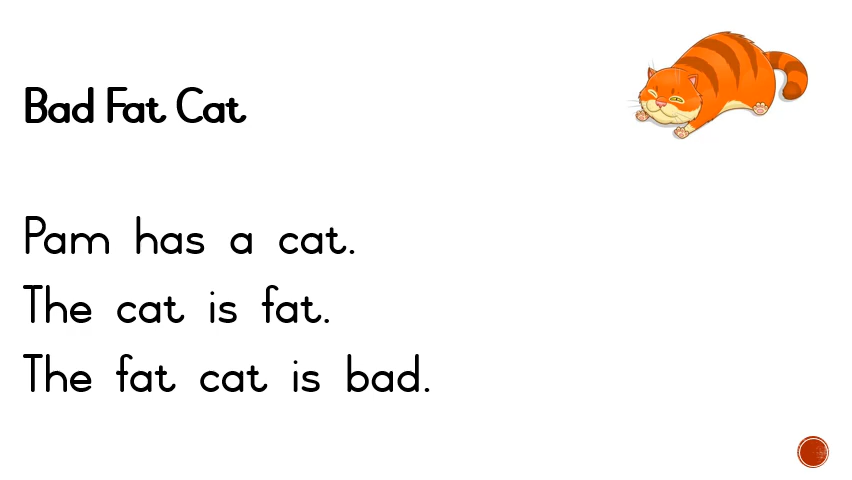 Bad Fat Cat
Pam has a cat.
The cat is fat.
The fat cat is bad.